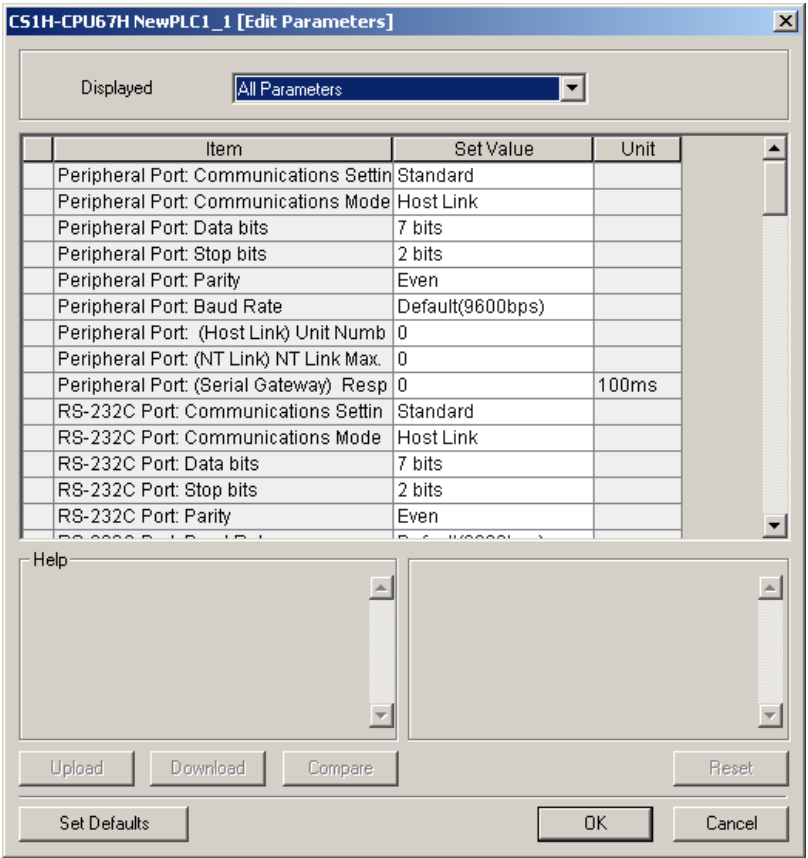 CS1H-CPU67H NewPLC1_1 [Edit Parameters]
Displayed All Parameters
Item Set Value Unit
Peripheral Port: Communications Settin Standard
Peripheral Port: Communications Mode Host Link
Peripheral Port: Data bits 7 bits
Peripheral Port: Stop bits 2 bits
Peripheral Port: Parity Even
Peripheral Port: Baud Rate Default(9600bps)
Peripheral Port: (Host Link) Unit Numb 0
Peripheral Port: (NT Link) NT Link Max. 0
Peripheral Port: (Serial Gateway) Resp 0 100ms
RS-232C Port: Communications Settin Standard
RS-232C Port: Communications Mode Host Link
RS-232C Port: Data bits 7 bits
RS-232C Port: Stop bits 2 bits
RS-232C Port: Parity Even
Help
Upload Download Compare Reset
Set Defaults OK Cancel